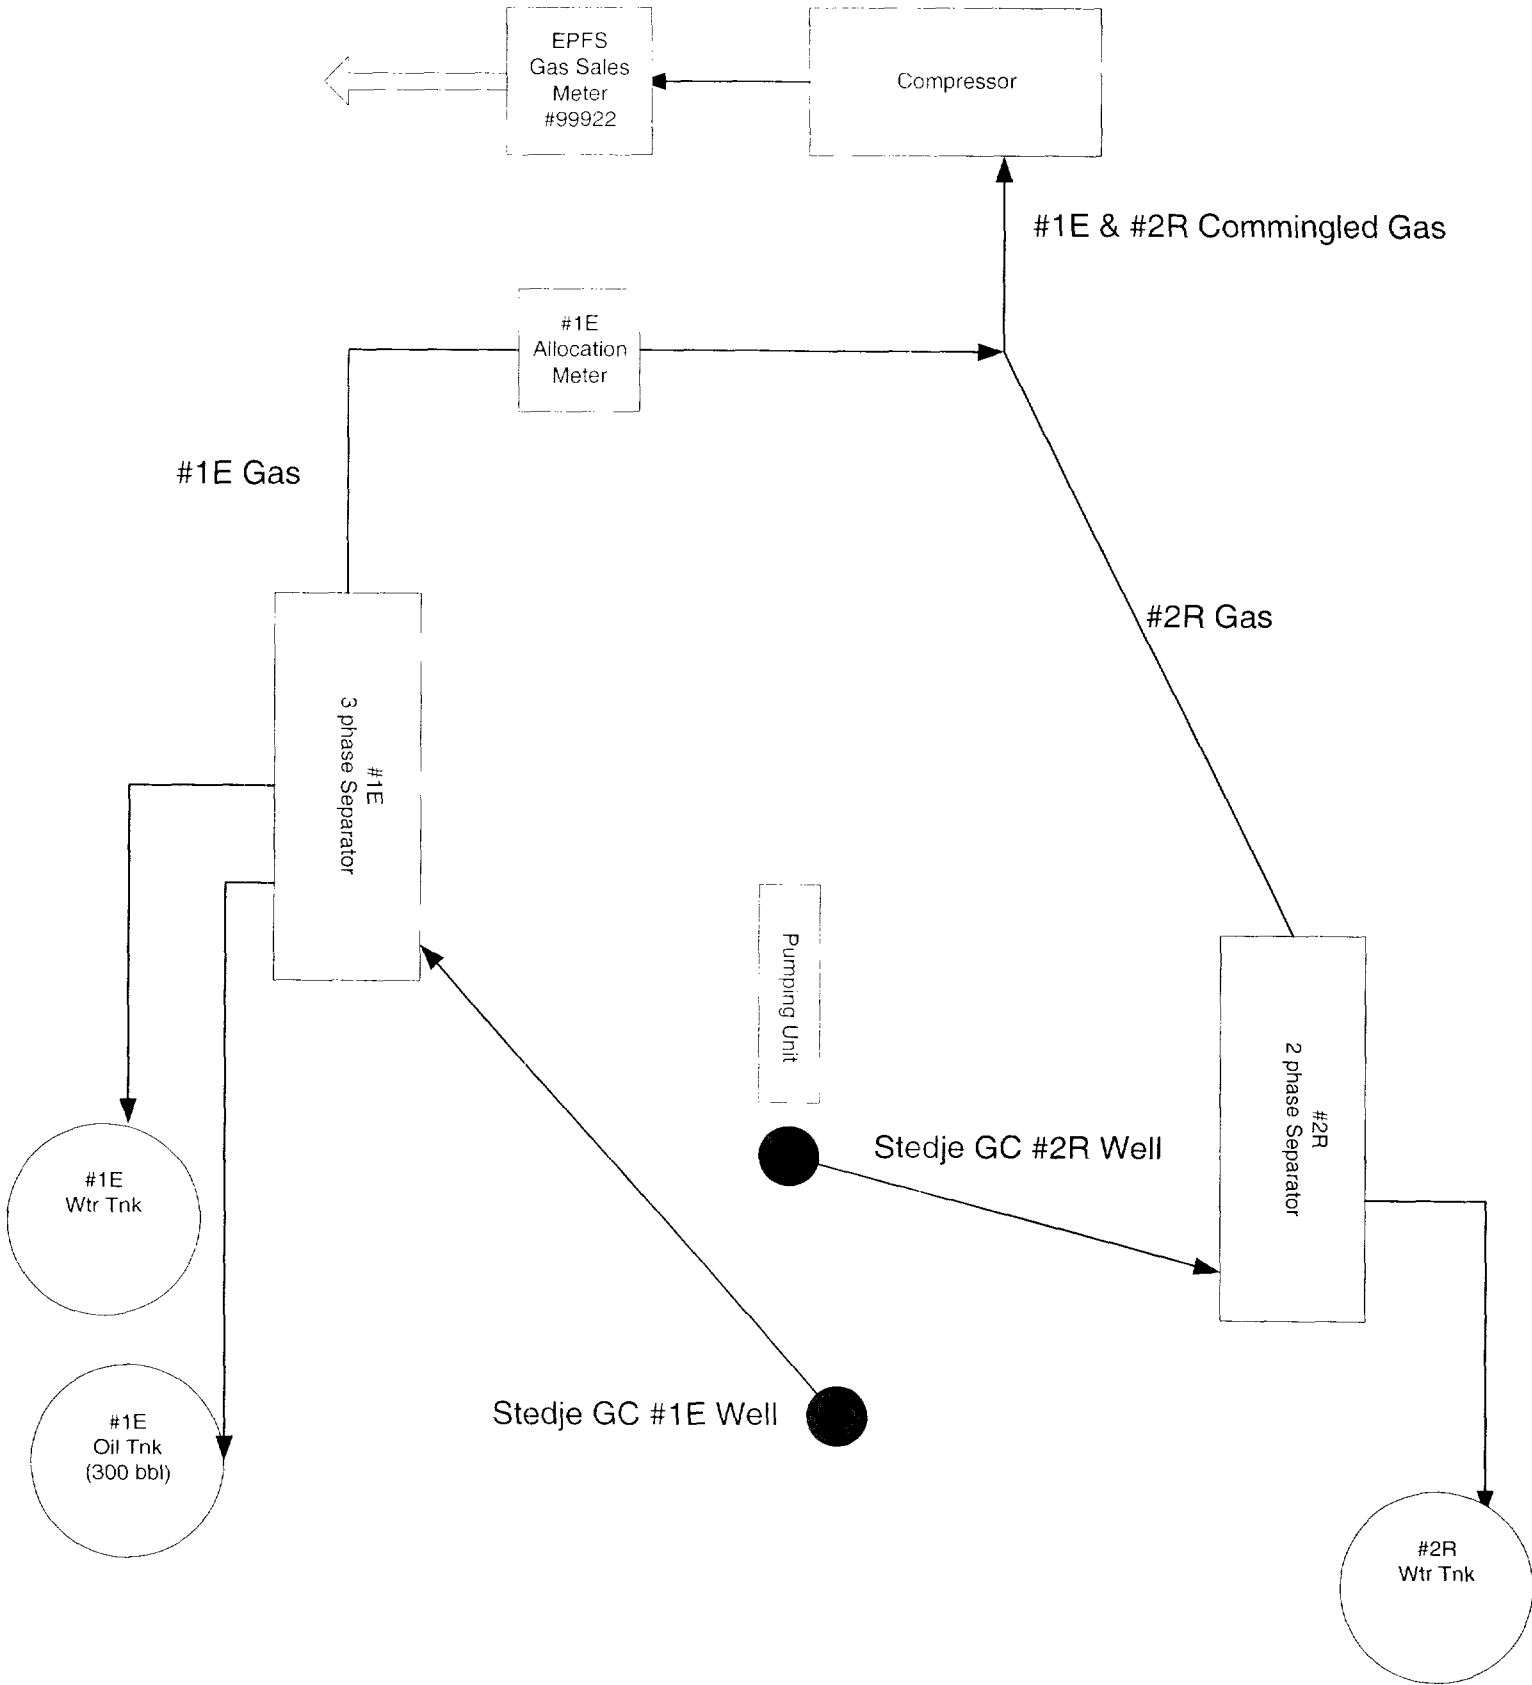 EPFS
Gas Sales
Meter
#99922
Compressor
#1E & #2R Commingled Gas
#1E
Allocation
Meter
#1E Gas
#2R Gas
#1E
3 phase Separator
Pumping Unit
#2R
2 phase Separator
Stedje GC #2R Well
#1E
Wtr Tnk
Stedje GC #1E Well
#1E
Oil Tnk
(300 bbl)
#2R
Wtr Tnk